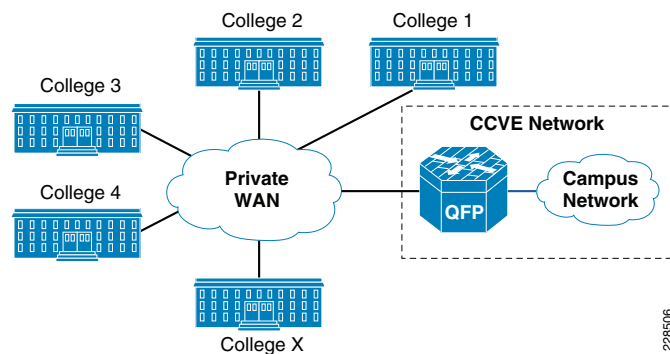 College 2
College 1
College 3
CCVE Network
Private
WAN
QFP
Campus
Network
College 4
College X
228506